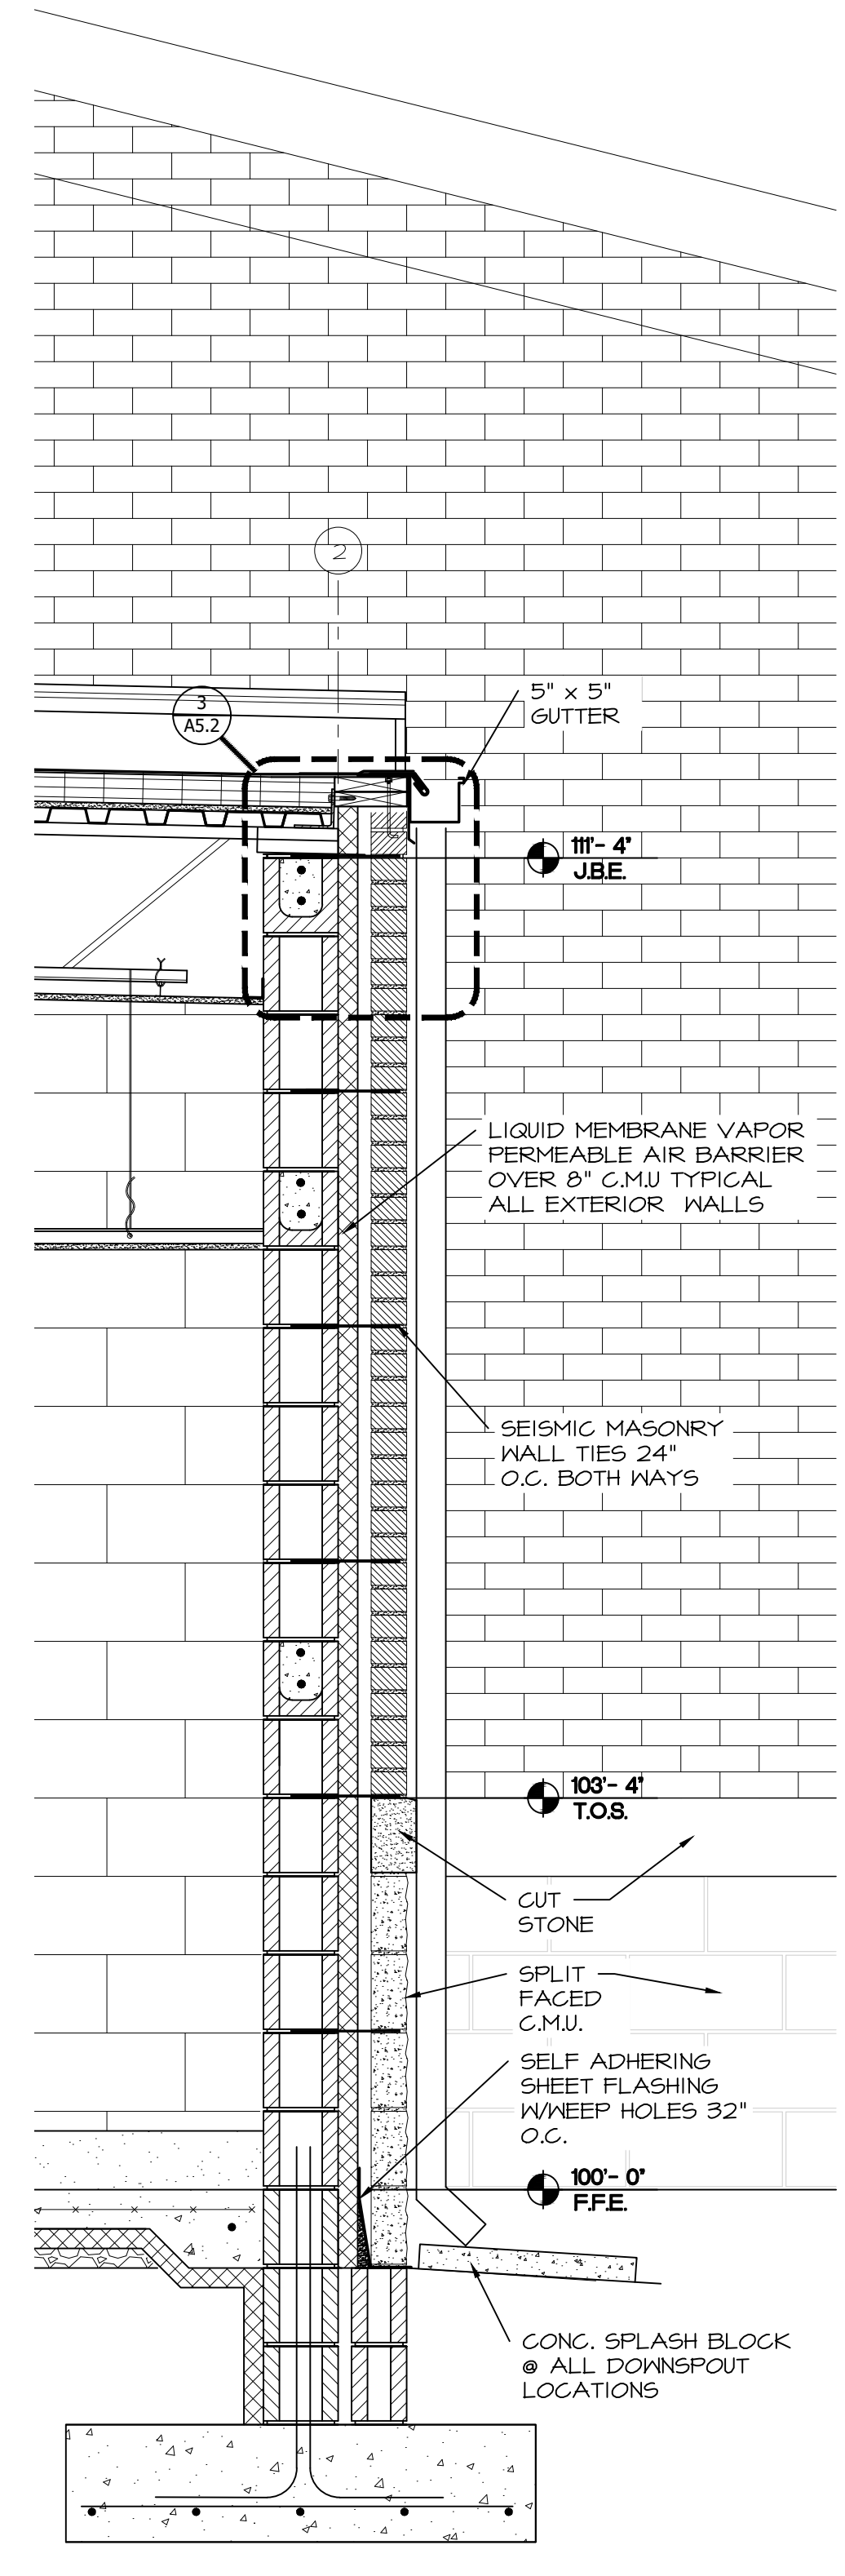 2
3
A5.2
5" x 5"
GUTTER
111'- 4"
J.B.E.
LIQUID MEMBRANE VAPOR
PERMEABLE AIR BARRIER
OVER 8" C.M.U TYPICAL
ALL EXTERIOR WALLS
SEISMIC MASONRY
WALL TIES 24"
O.C. BOTH WAYS
103'- 4"
T.O.S.
CUT
STONE
SPLIT
FACED
C.M.U.
SELF ADHERING
SHEET FLASHING
W/WEEP HOLES 32"
O.C.
100'- 0"
F.F.E.
CONC. SPLASH BLOCK
@ ALL DOWNSPOUT
LOCATIONS